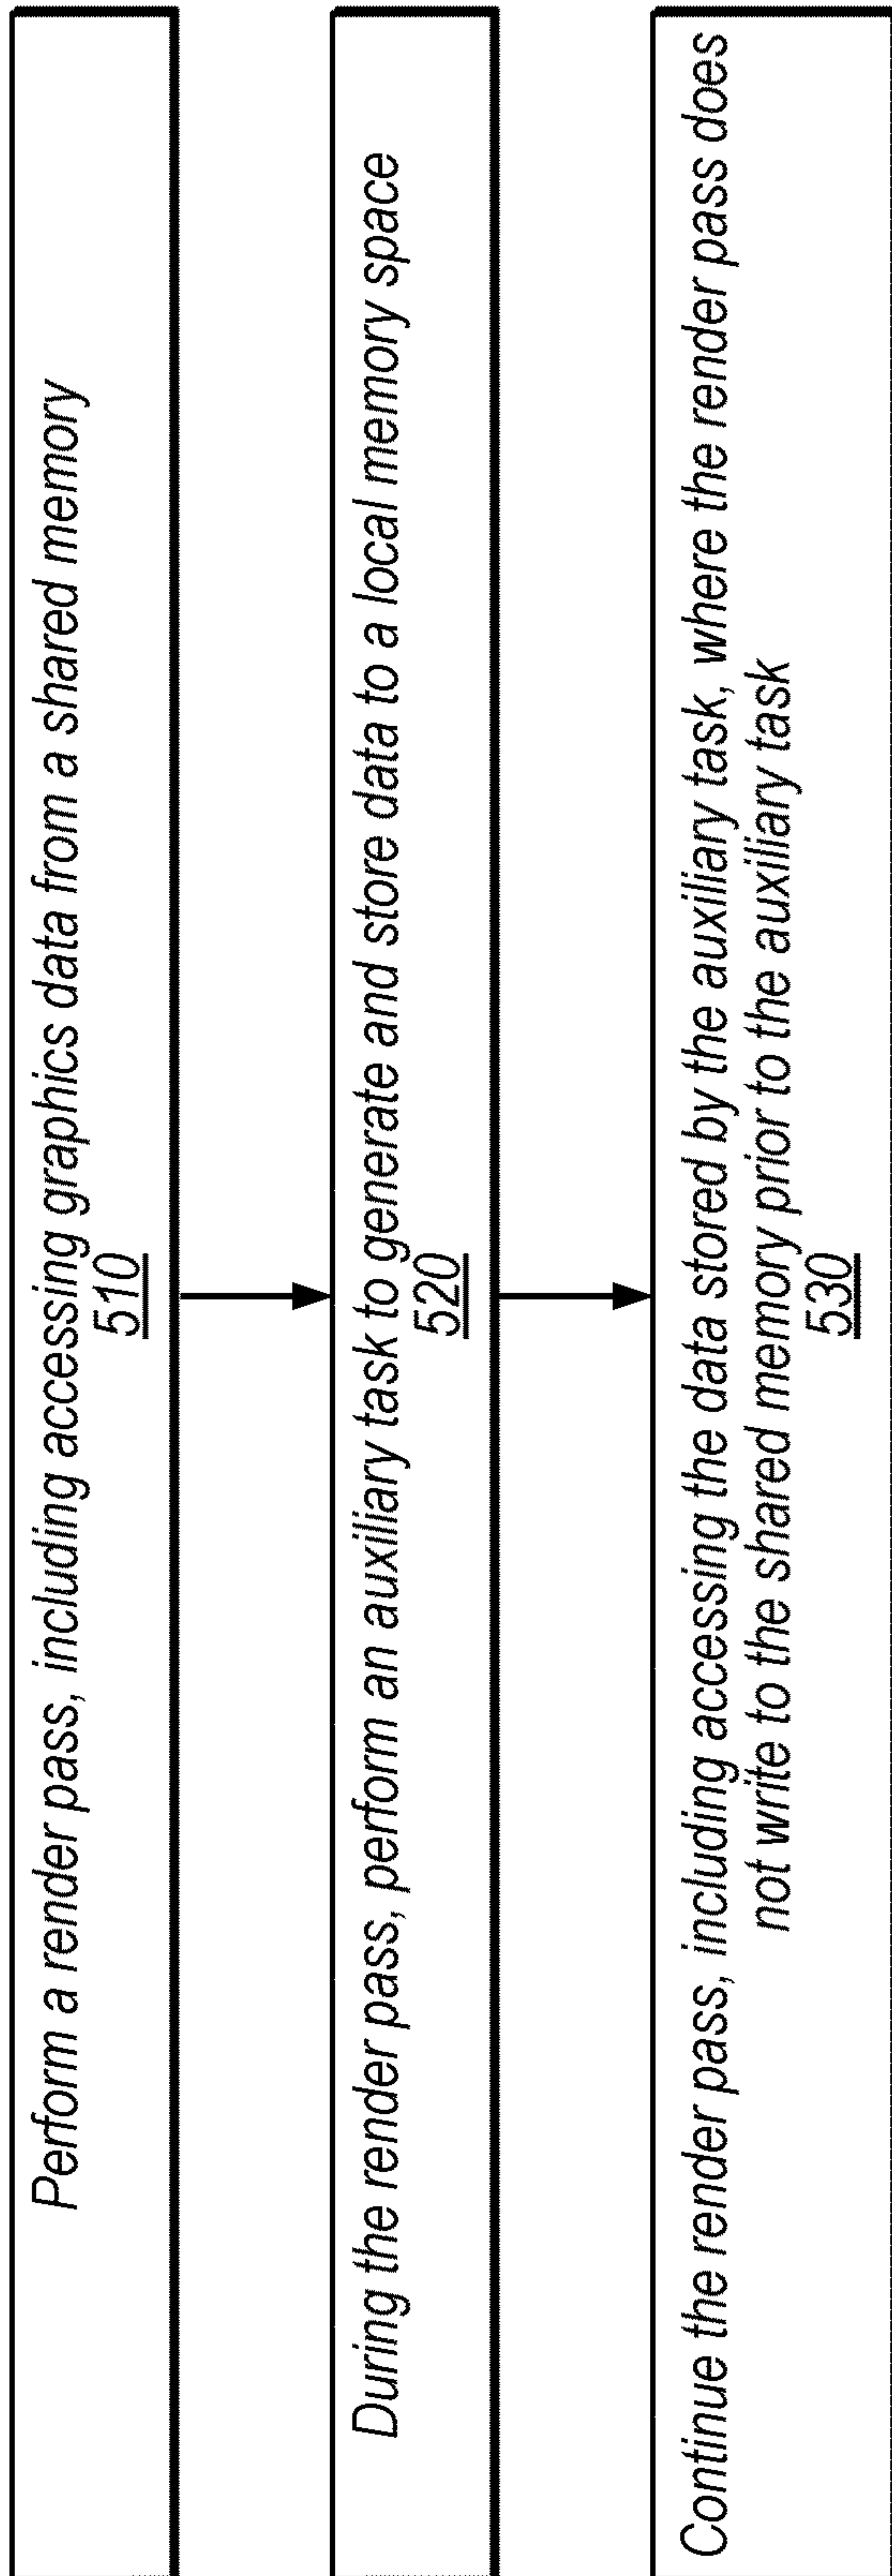 Perform a render pass, including accessing graphics data from a shared memory
510
During the render pass, perform an auxiliary task to generate and store data to a local memory space
520
Continue the render pass, including accessing the data stored by the auxiliary task, where the render pass does
not write to the shared memory prior to the auxiliary task
530